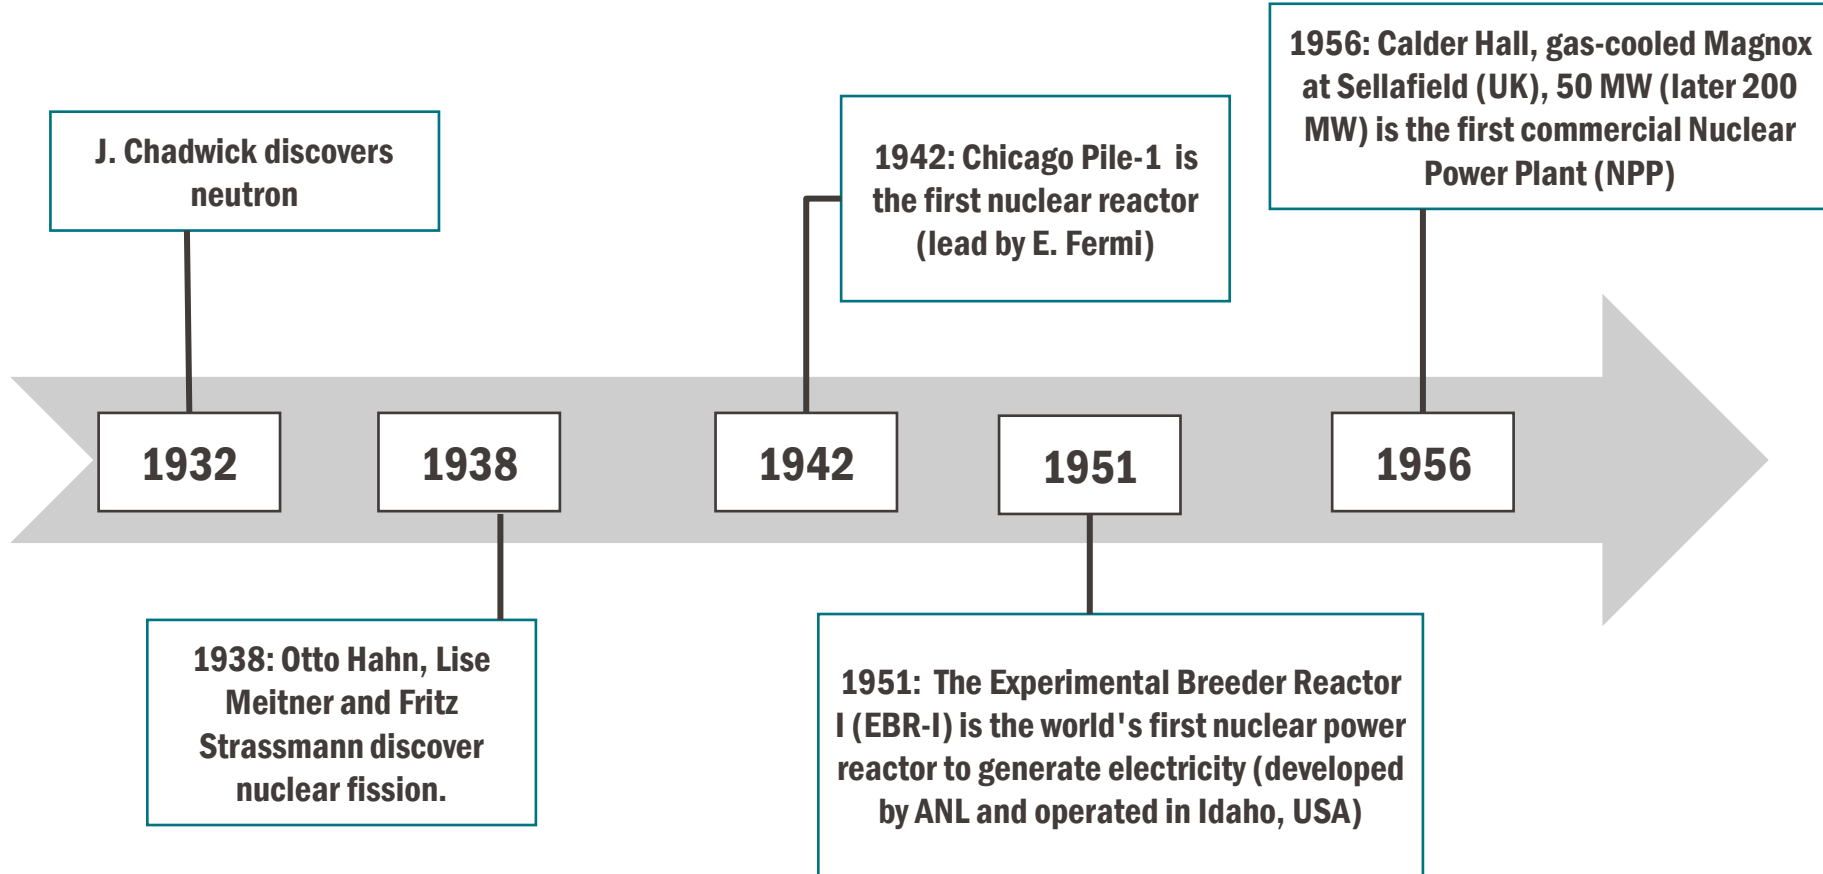 J. Chadwick discovers
neutron
1942: Chicago Pile-1 is
the first nuclear reactor
(lead by E. Fermi)
1956: Calder Hall, gas-cooled Magnox
at Sellafield (UK), 50 MW (later 200
MW) is the first commercial Nuclear
Power Plant (NPP)
1932
1938
1942
1951
1956
1938: Otto Hahn, Lise
Meitner and Fritz
Strassmann discover
nuclear fission.
1951: The Experimental Breeder Reactor
I (EBR-I) is the world's first nuclear power
reactor to generate electricity (developed
by ANL and operated in Idaho, USA)